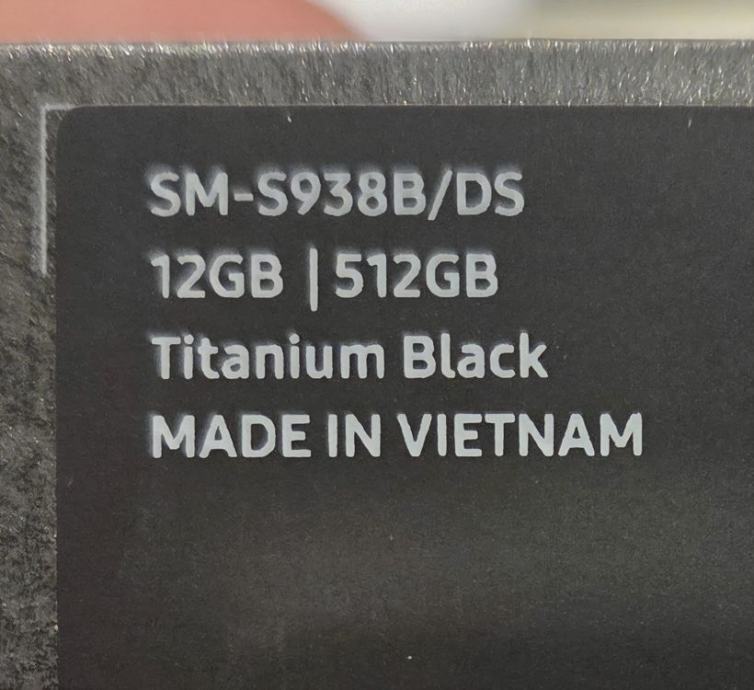 SM-S938B/DS
12GB | 512GB
Titanium Black
MADE IN VIETNAM